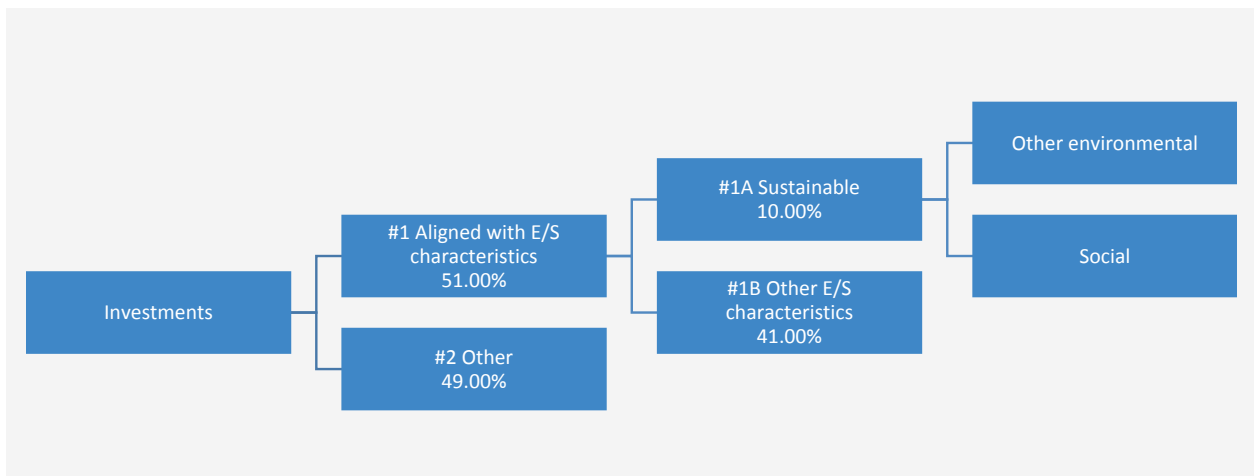 Investments
#1 Aligned with E/S
characteristics
51.00%
#2 Other
49.00%
#1A Sustainable
10.00%
#1B Other E/S
characteristics
41.00%
Other environmental
Social